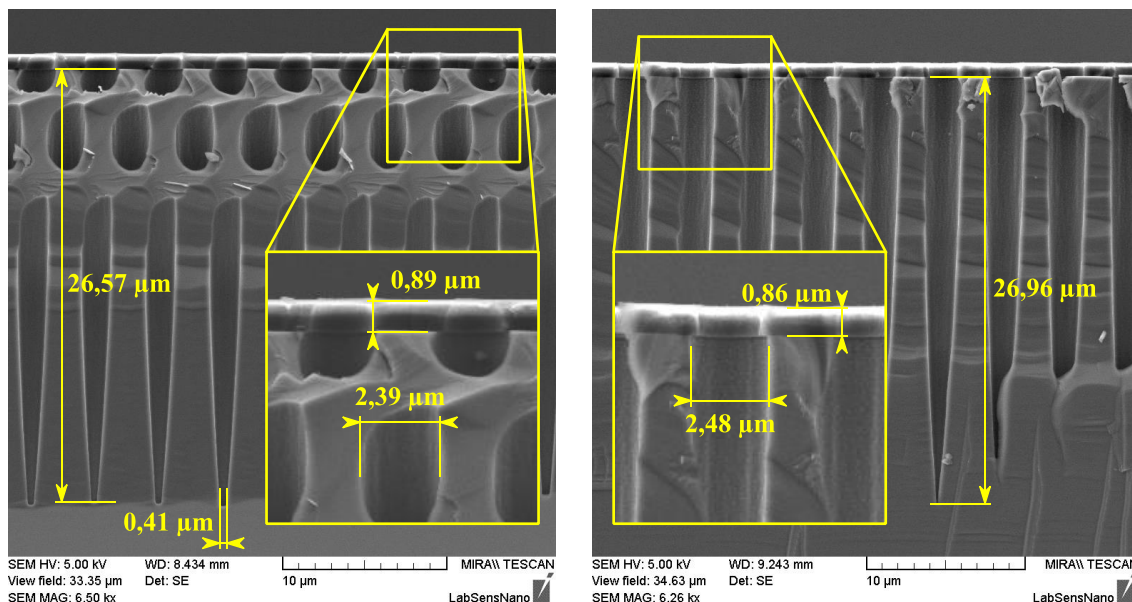 26,57 µm
0,89 µm
2,39 µm
0,41 µm
SEM HV: 5.00 kV WD: 8.434 mm MIRA\\ TESCAN
View field: 33.35 µm Det: SE 10 µm
SEM MAG: 6.50 kx LabSensNano
0,86 µm
26,96 µm
2,48 µm
SEM HV: 5.00 kV WD: 9.243 mm MIRA\\ TESCAN
View field: 34.63 µm Det: SE 10 µm
SEM MAG: 6.26 kx LabSensNano